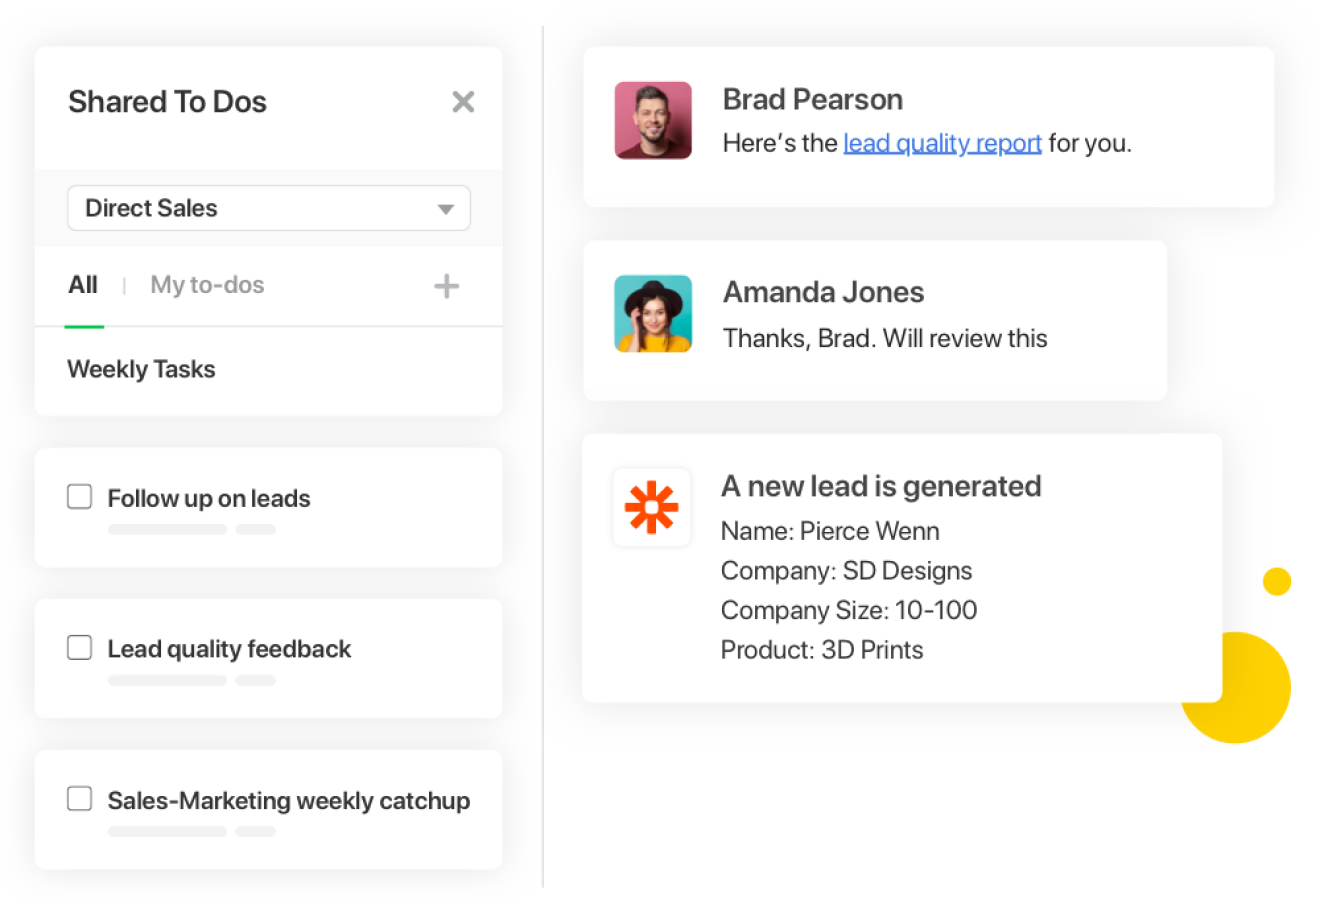 Shared To Dos
Direct Sales
All
My to-dos
Weekly Tasks
Follow up on leads
Lead quality feedback
Sales-Marketing weekly catchup
Brad Pearson
Here's the lead quality report for you.
Amanda Jones
Thanks, Brad. Will review this
A new lead is generated
Name: Pierce Wenn
Company: SD Designs
Company Size: 10-100
Product: 3D Prints